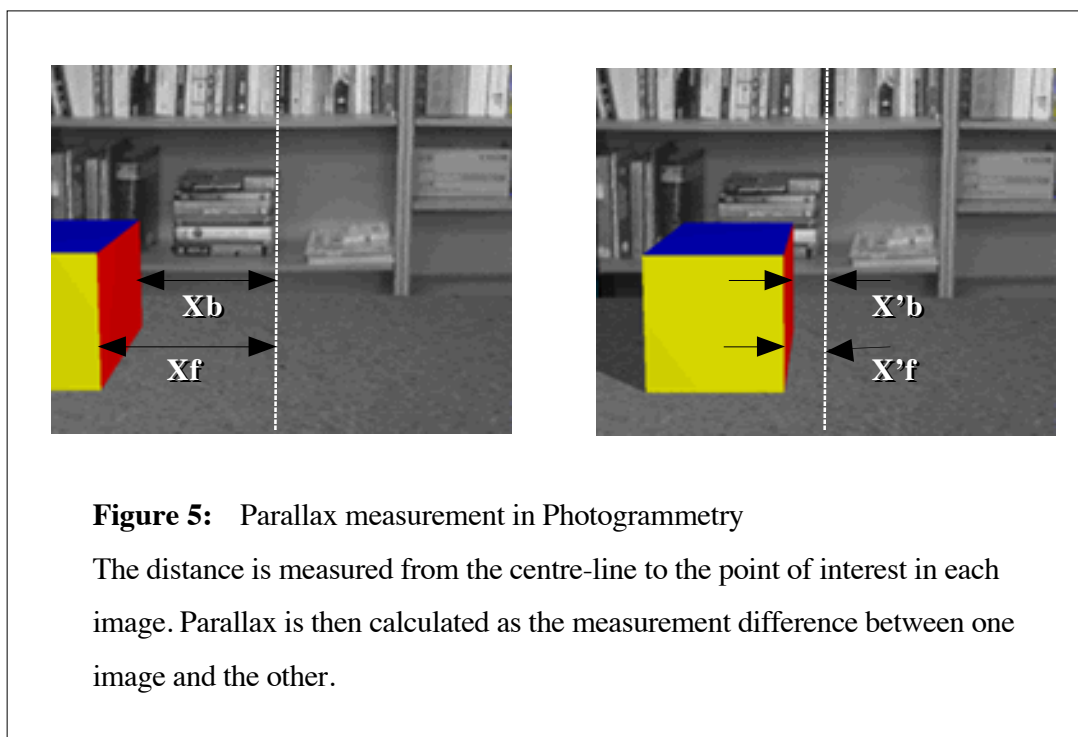 Xb
Xf
X’b
X’f
Figure 5: Parallax measurement in Photogrammetry
The distance is measured from the centre-line to the point of interest in each
image. Parallax is then calculated as the measurement difference between one
image and the other.